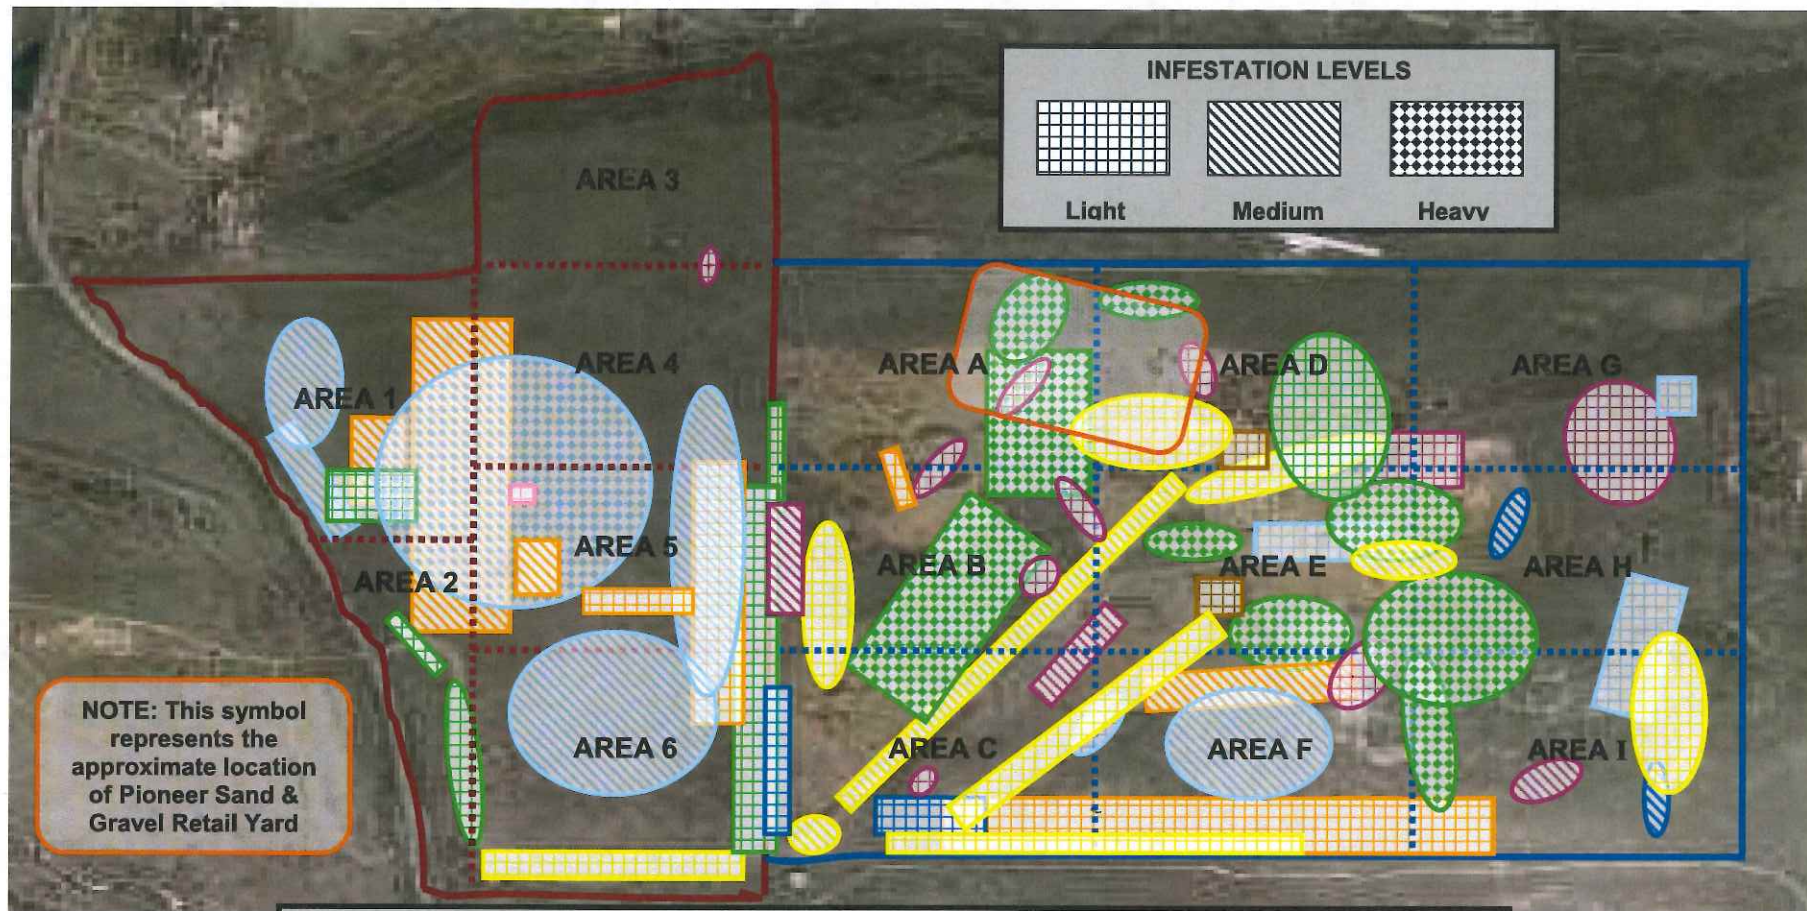 INFESTATION LEVELS
Light
Medium
Heavy
AREA 3
AREA 4
AREA A
AREA D
AREA G
AREA 1
AREA 5
AREA B
AREA E
AREA H
AREA 2
AREA 6
AREA C
AREA F
AREA I
NOTE: This symbol
represents the
approximate location
of Pioneer Sand &
Gravel Retail Yard